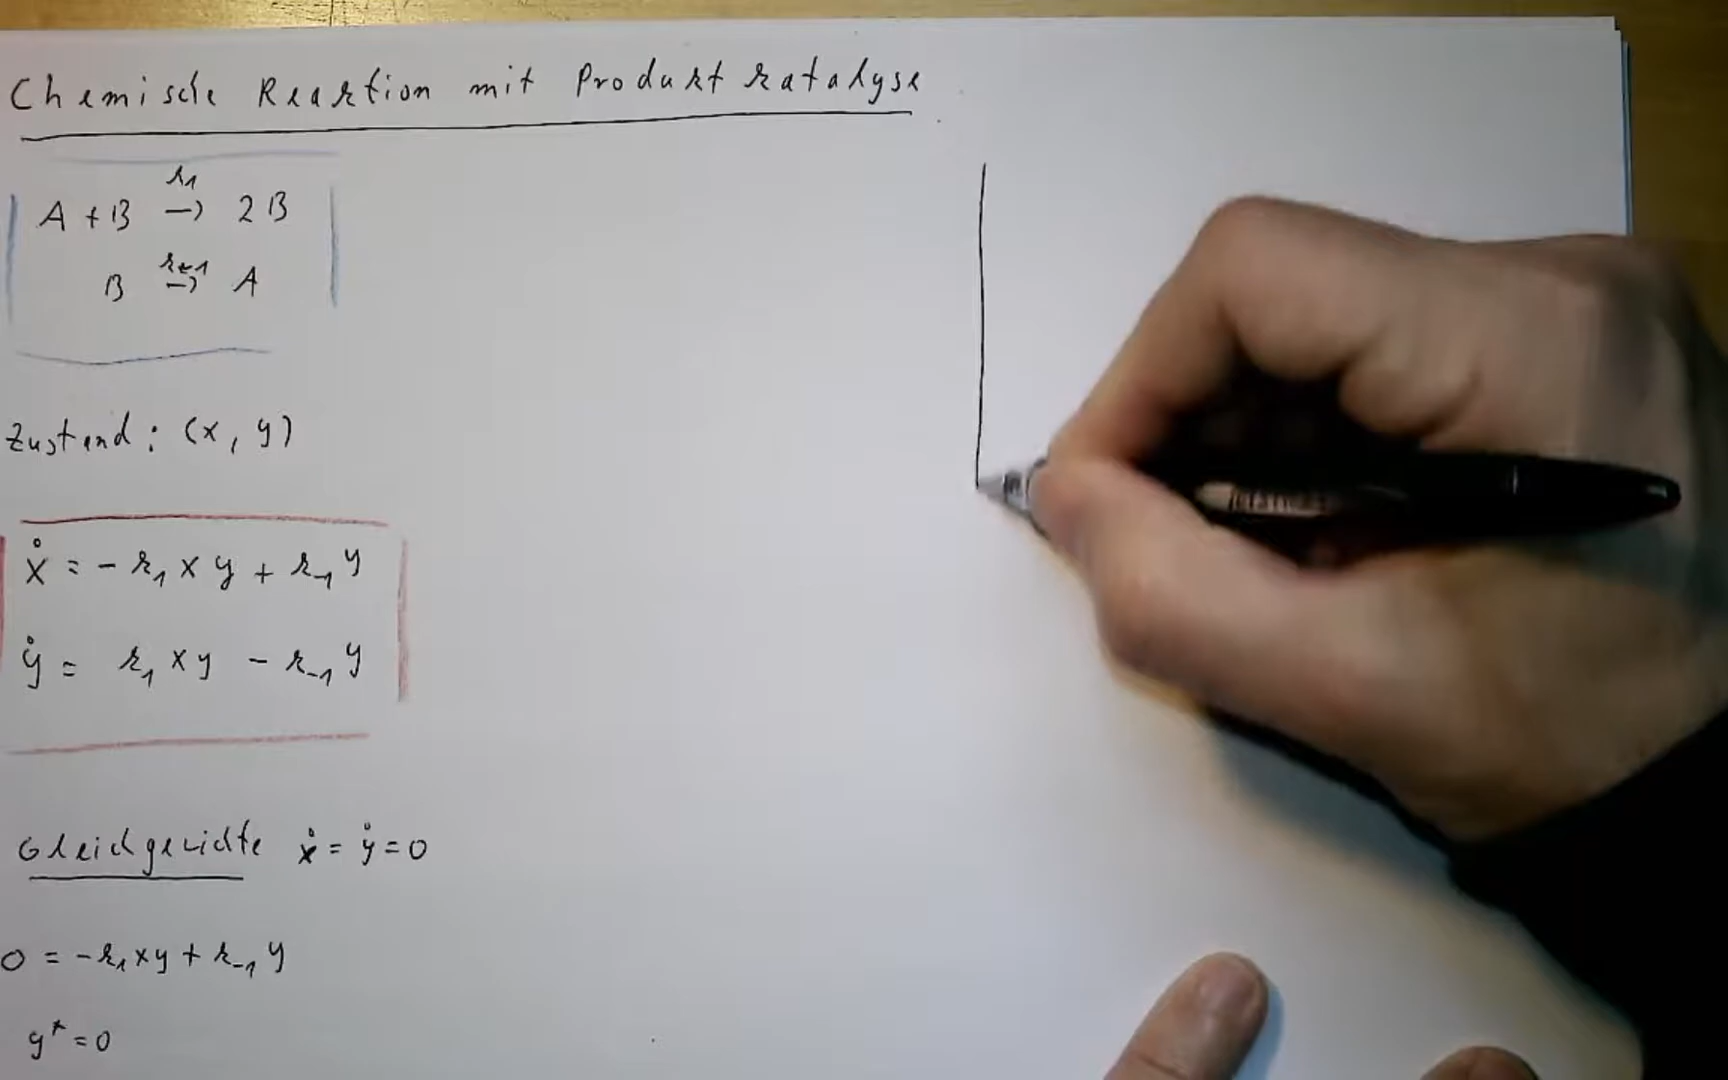 Chemische Reaktion mit Produktkatalyse
k₁
A + B → 2B
k₋₁
B → A
Zustand: (x, y)
ẋ = - k₁ x y + k₋₁ y
ẏ = k₁ x y - k₋₁ y
Gleichgewichte ẋ = ẏ = 0
0 = - k₁ x y + k₋₁ y
y* = 0